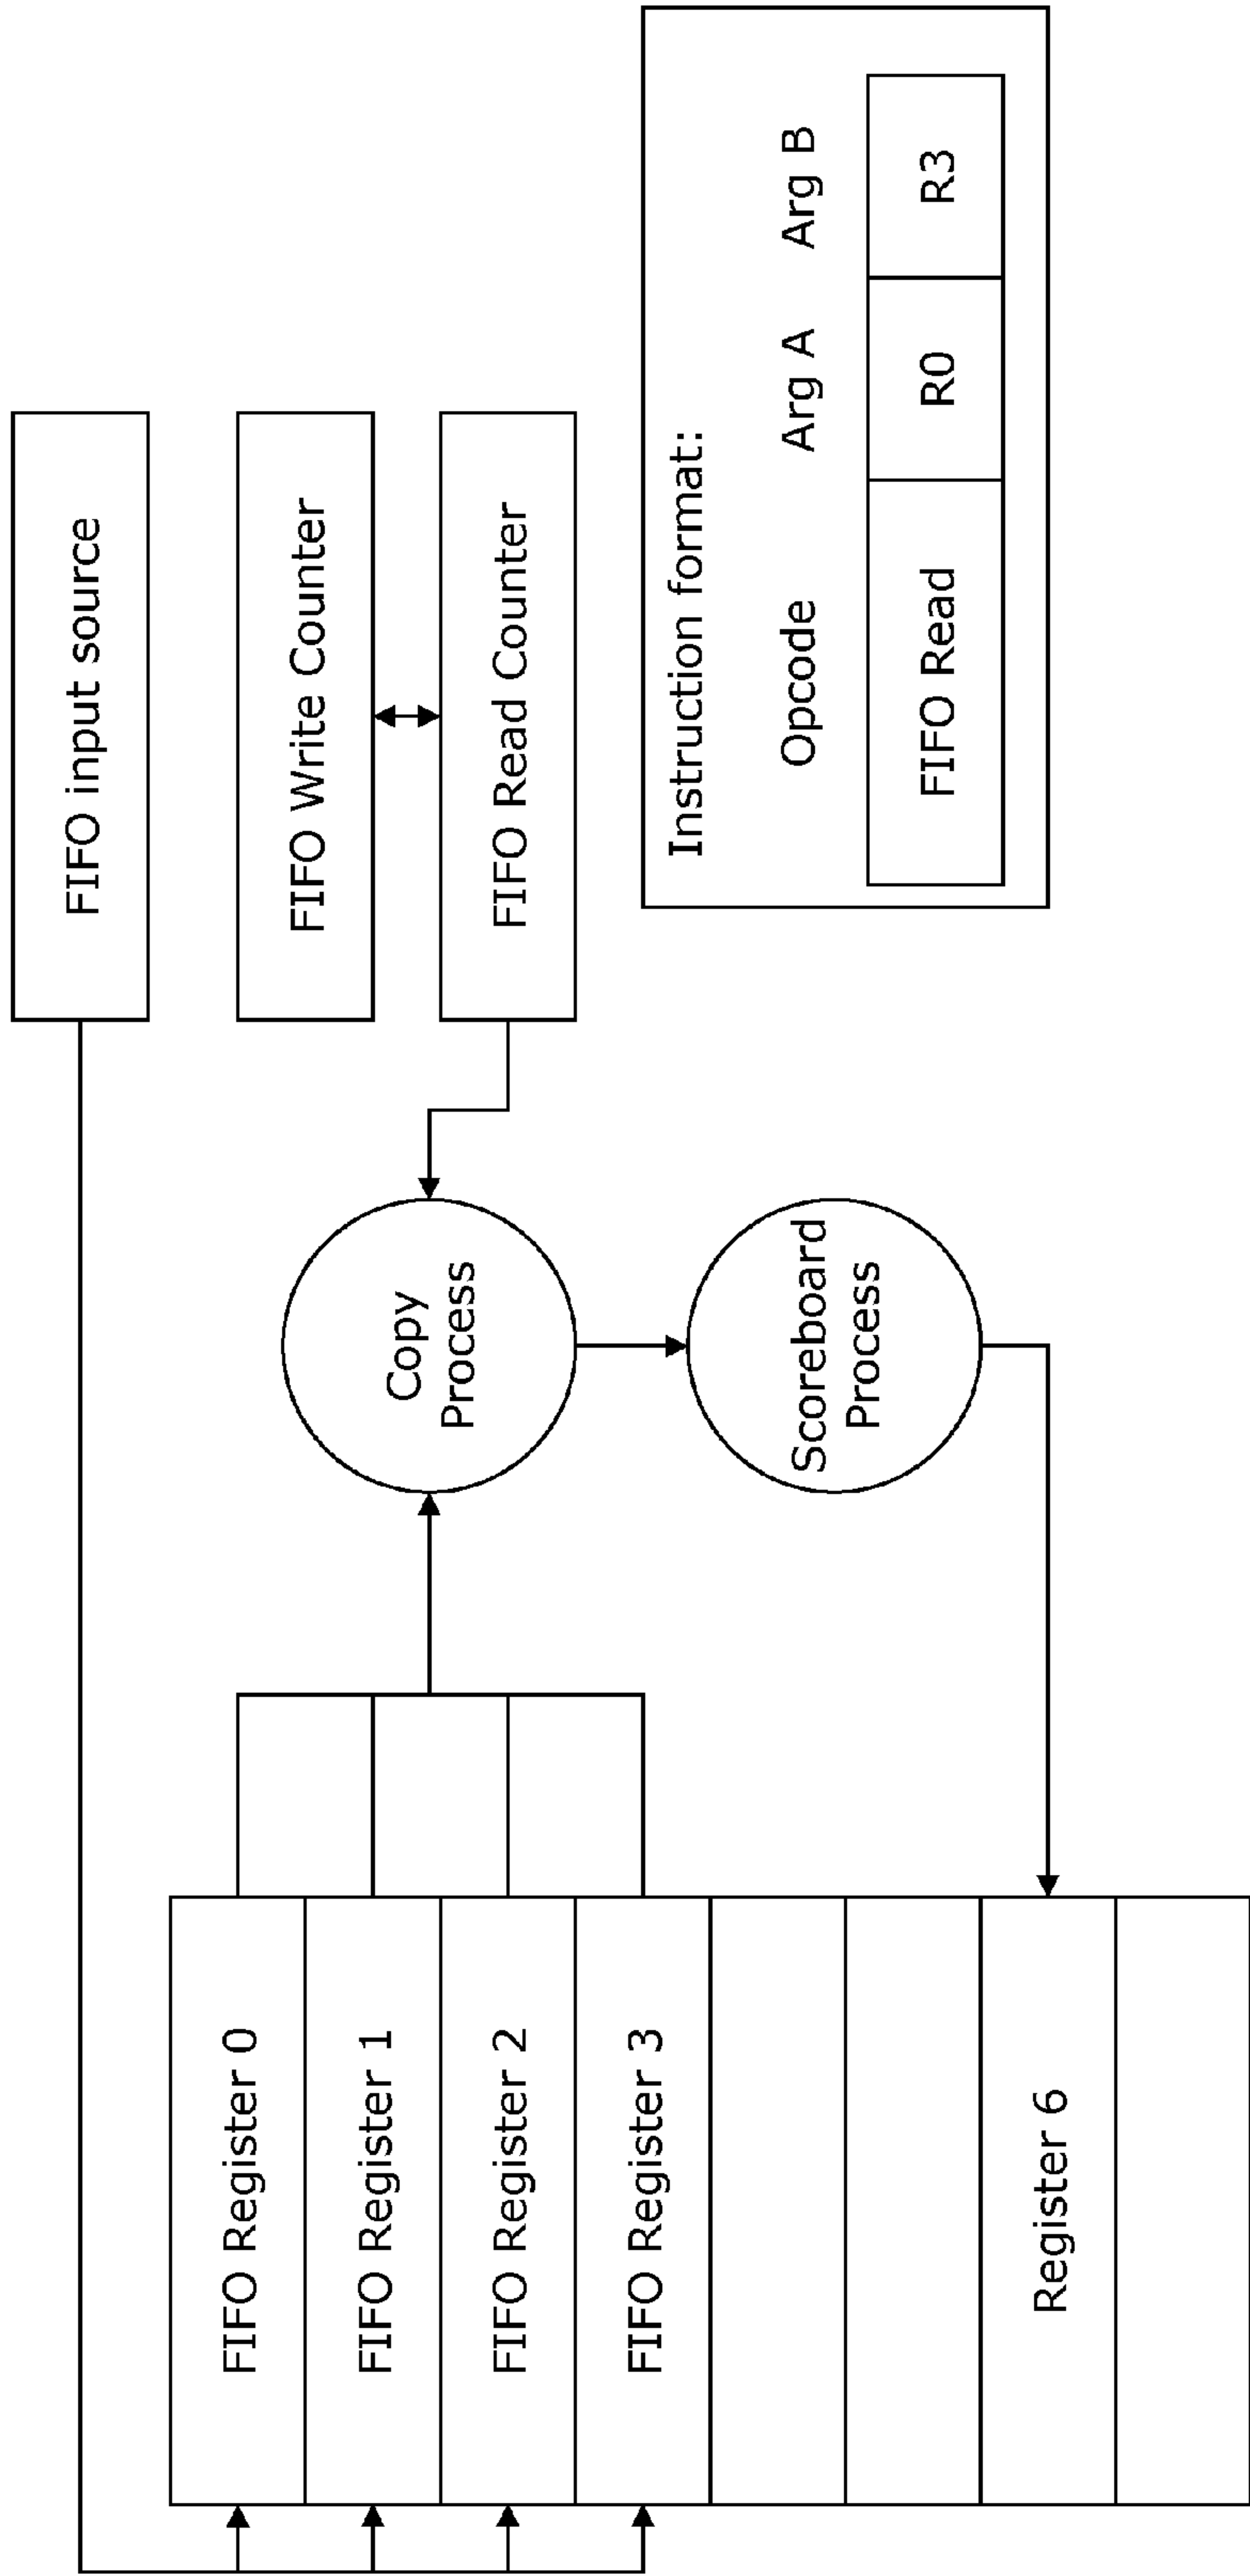 FIFO input source
FIFO Register 0
FIFO Register 1
FIFO Register 2
FIFO Register 3
Register 6
Copy
Process
Scoreboard
Process
FIFO Write Counter
FIFO Read Counter
Instruction format:
Opcode Arg A Arg B
FIFO Read R0 R3